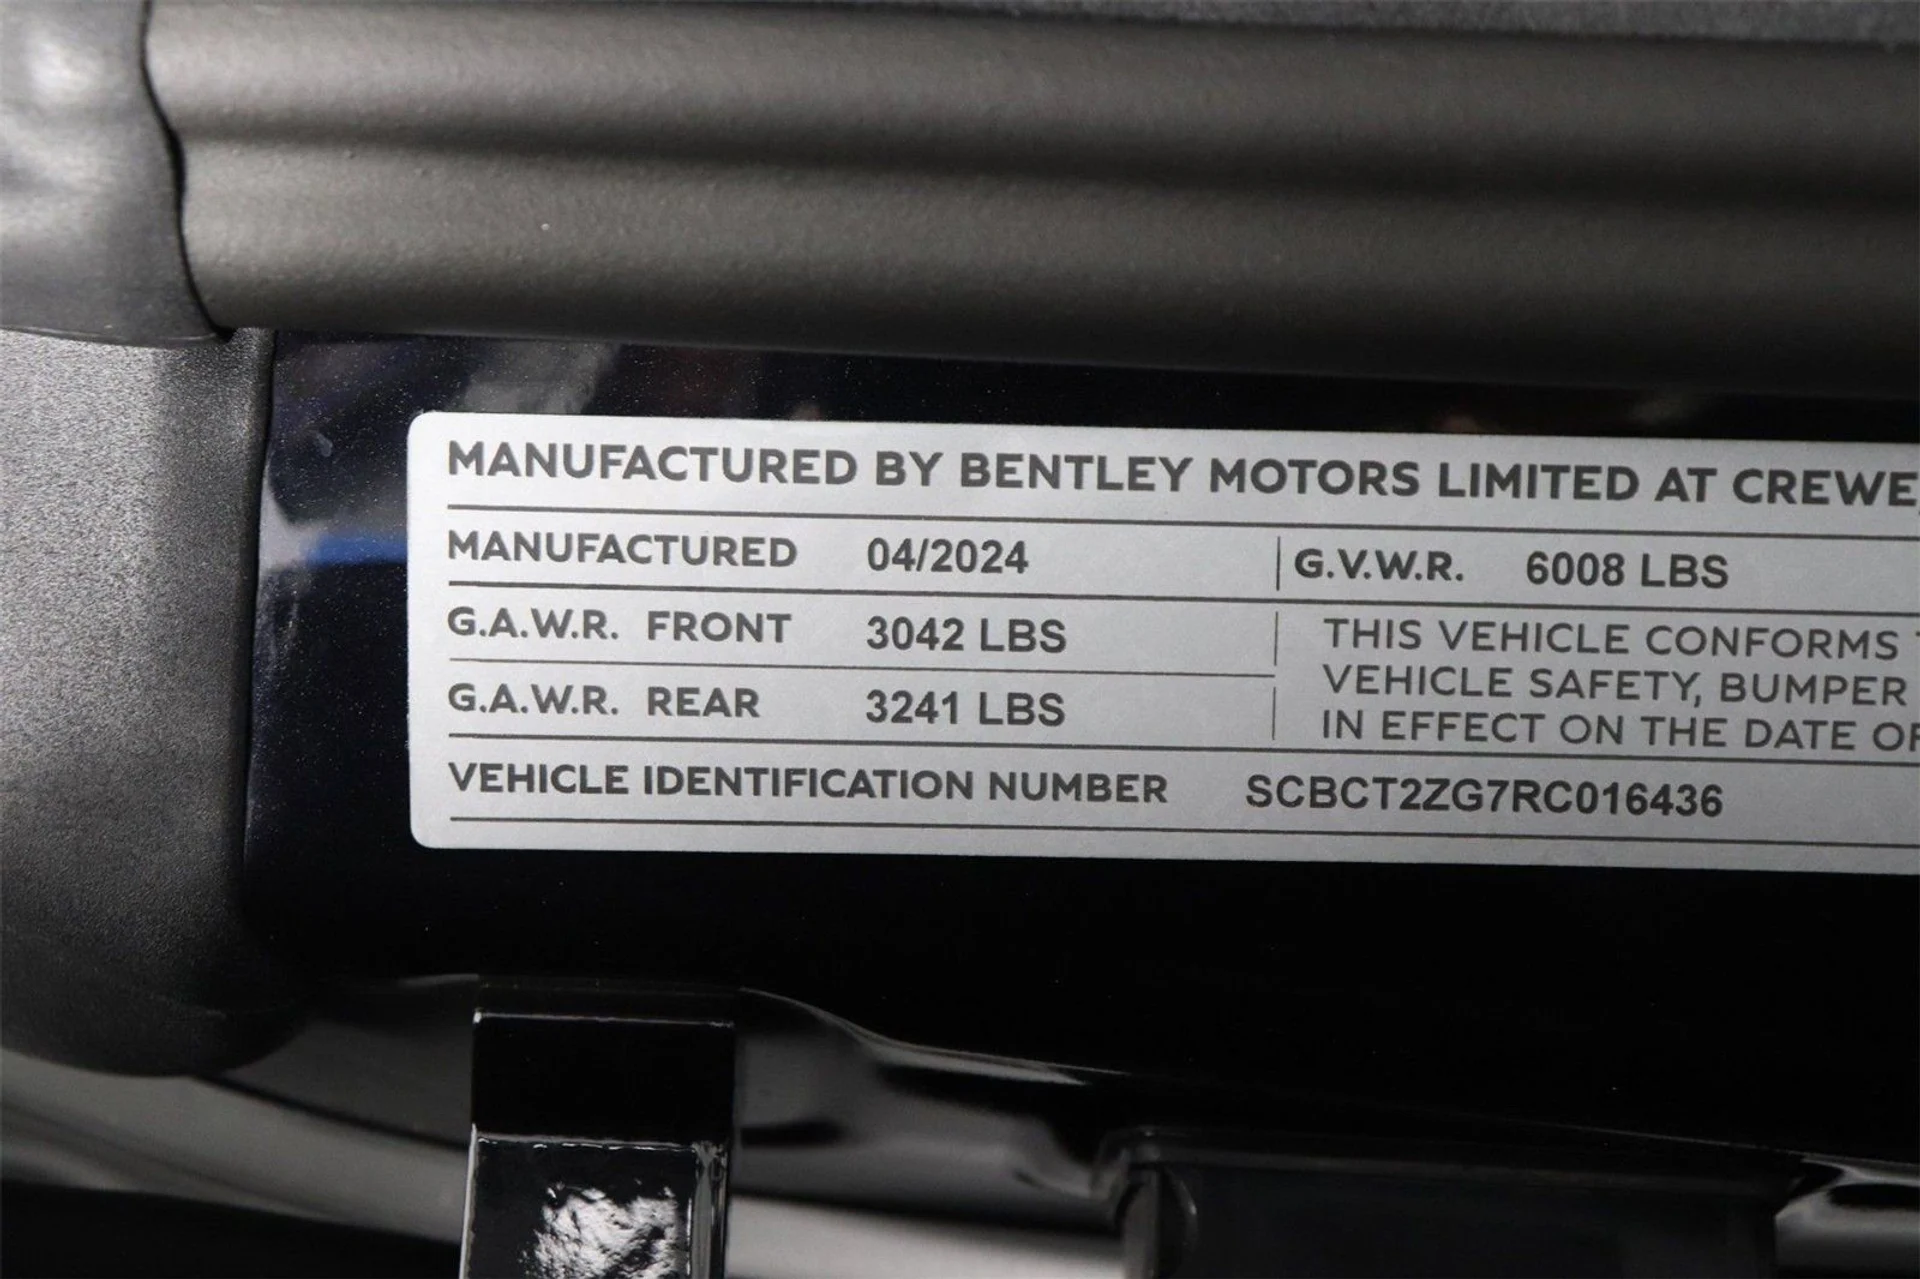 MANUFACTURED BY BENTLEY MOTORS LIMITED AT CREWE,
MANUFACTURED 04/2024 G.V.W.R. 6008 LBS
G.A.W.R. FRONT 3042 LBS
G.A.W.R. REAR 3241 LBS
THIS VEHICLE CONFORMS
VEHICLE SAFETY, BUMPER
IN EFFECT ON THE DATE OF
VEHICLE IDENTIFICATION NUMBER SCBCT2ZG7RC016436